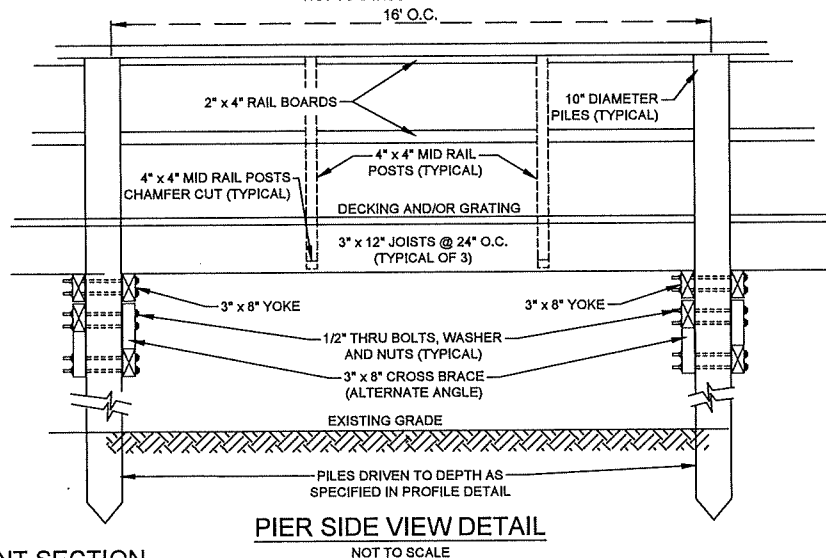 16' O.C.
2" x 4" RAIL BOARDS
10" DIAMETER
PILES (TYPICAL)
4" x 4" MID RAIL
POSTS (TYPICAL)
4" x 4" MID RAIL POSTS
CHAMFER CUT (TYPICAL)
DECKING AND/OR GRATING
3" x 12" JOISTS @ 24" O.C.
(TYPICAL OF 3)
3" x 8" YOKE
3" x 8" YOKE
1/2" THRU BOLTS, WASHER
AND NUTS (TYPICAL)
3" x 8" CROSS BRACE
(ALTERNATE ANGLE)
EXISTING GRADE
PILES DRIVEN TO DEPTH AS
SPECIFIED IN PROFILE DETAIL
PIER SIDE VIEW DETAIL
NOT TO SCALE
NT SECTION